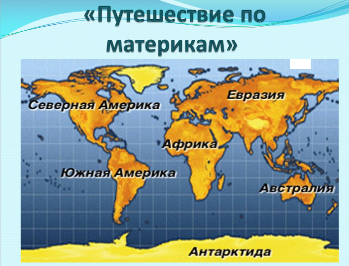 «Путешествие по
материкам»
Евразия
Северная Америка
Африка
Южная Америка
Австралия
Антарктида